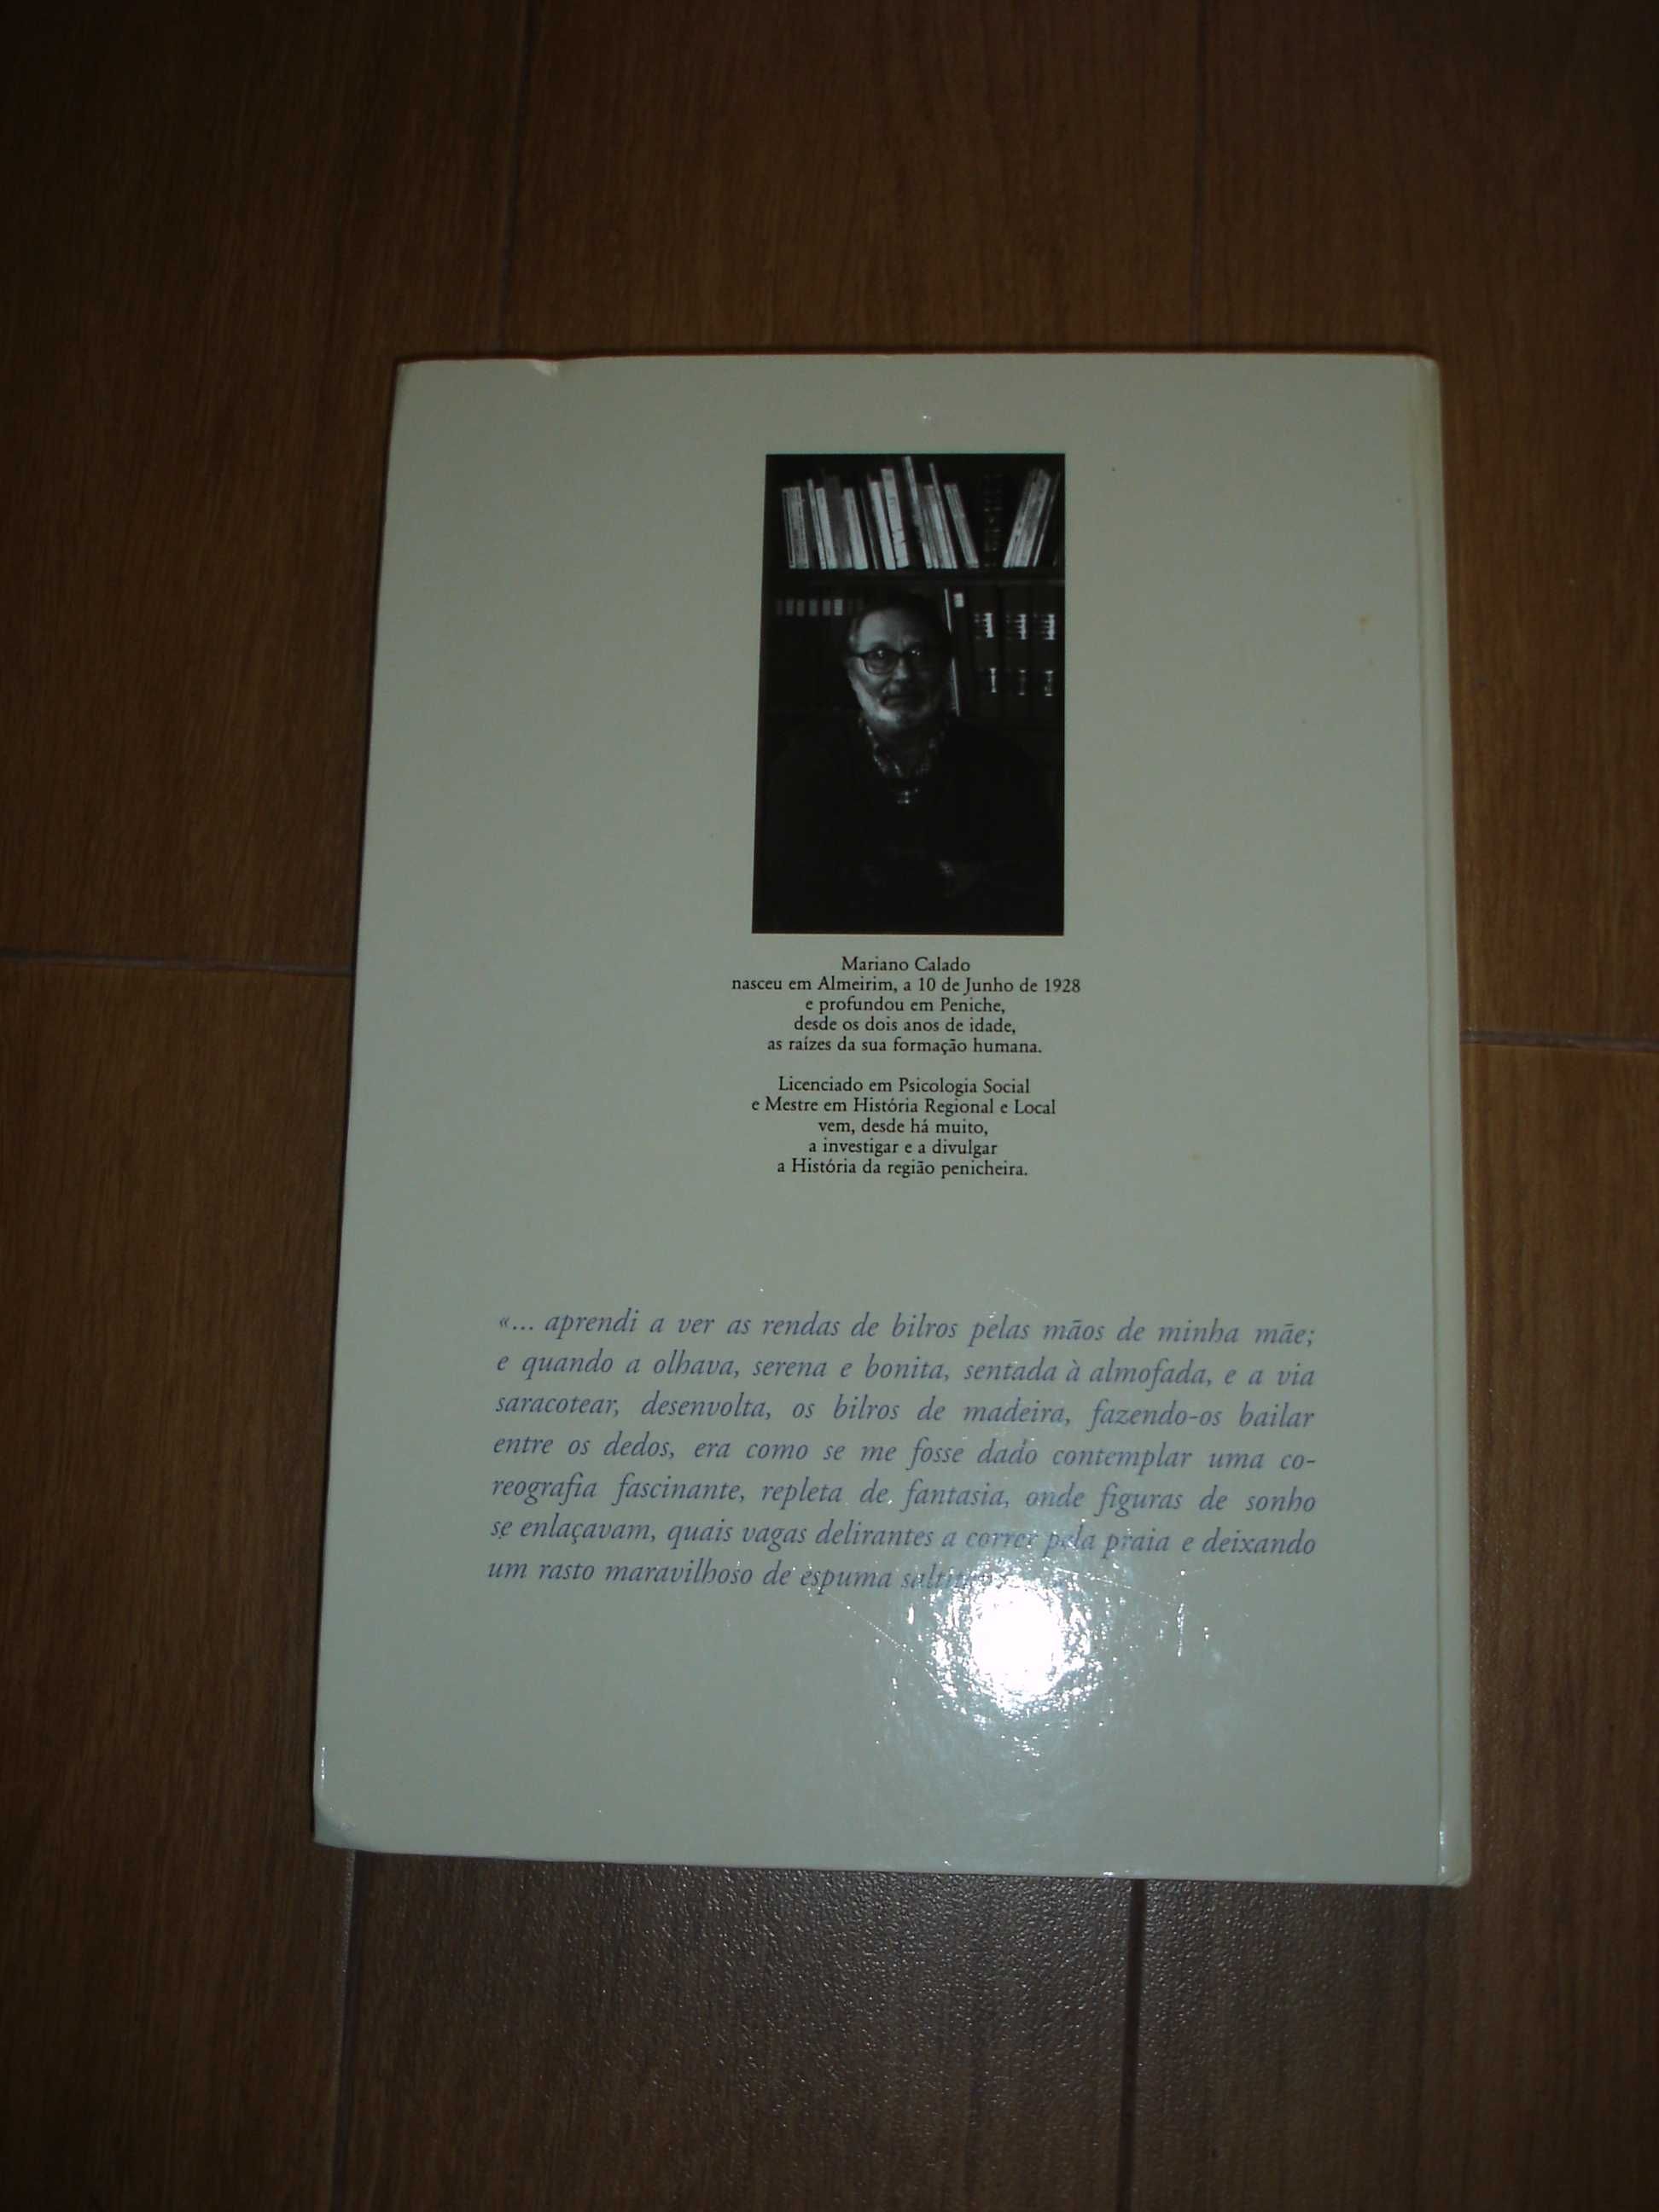 Mariano Calado
nasceu em Almeirim, a 10 de Junho de 1928
e profundou em Peniche,
desde os dois anos de idade,
as raízes da sua formação humana.
Licenciado em Psicologia Social
e Mestre em História Regional e Local
vem, desde há muito,
a investigar e a divulgar
a História da região penicheira.
«... aprendi a ver as rendas de bilros pelas mãos de minha mãe;
e quando a olhava, serena e bonita, sentada à almofada, e a via
saracotear, desenvolta, os bilros de madeira, fazendo-os bailar
entre os dedos, era como se me fosse dado contemplar uma co-
reografia fascinante, repleta de fantasia, onde figuras de sonho
se enlaçavam, quais vagas delirantes a correr pela praia e deixando
um rasto maravilhoso de espuma